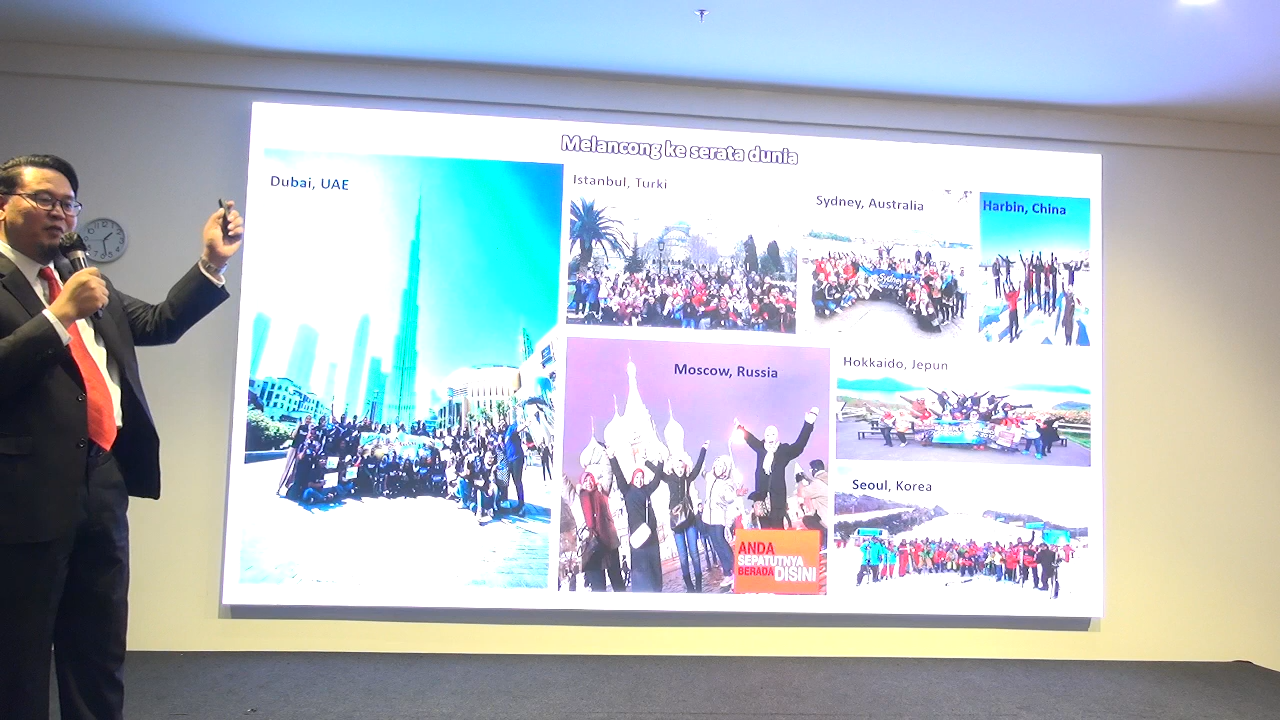 Melancong ke serata dunia
Dubai, UAE
Istanbul, Turki
Sydney, Australia
Harbin, China
Moscow, Russia
Hokkaido, Jepun
Seoul, Korea
Sydney
ANDA
SEPATUTNYA
BERADA DISINI